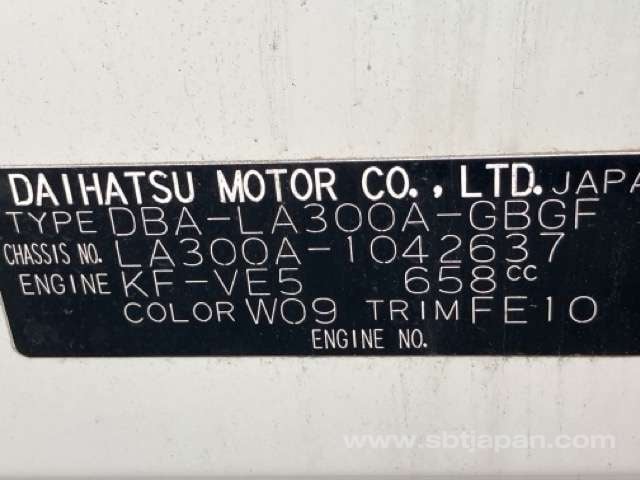 DAIHATSU MOTOR CO., LTD. JAPA
TYPE DBA-LA300A-GBGF
CHASSIS NO. LA300A-1042637
ENGINE KF-VE5 658cc
COLOR W09 TRIM FE10
ENGINE NO.
www.sbtjapan.com